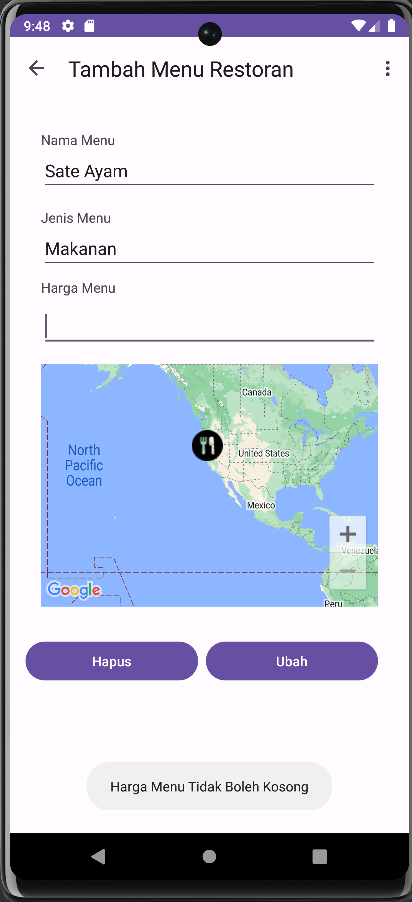 9:48
Tambah Menu Restoran
Nama Menu
Sate Ayam
Jenis Menu
Makanan
Harga Menu
Canada
North
Pacific
Ocean
United States
Mexico
+
Venezuela
Google
Peru
Hapus
Ubah
Harga Menu Tidak Boleh Kosong